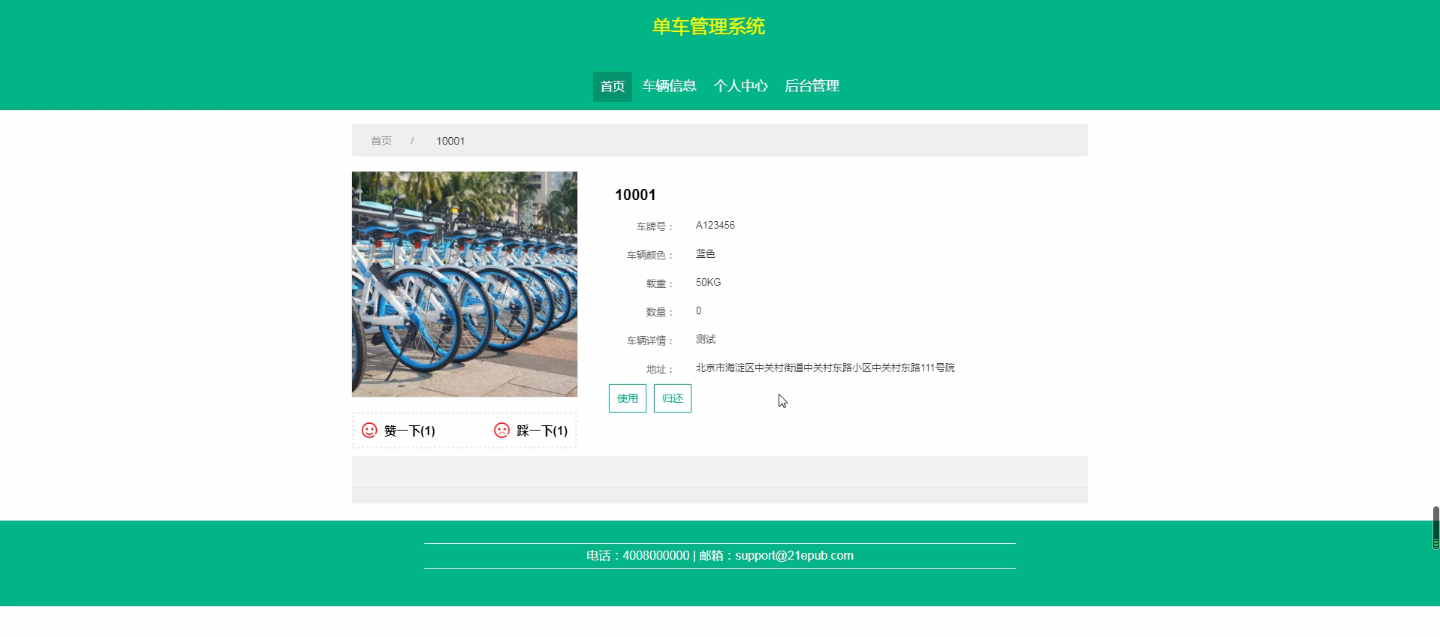 单车管理系统
首页 车辆信息 个人中心 后台管理
首页 / 10001
10001
车牌号： A123456
车辆颜色： 蓝色
载重： 50KG
数量： 0
车辆详情： 测试
地址： 北京市海淀区中关村街道中关村东路小区中关村东路111号院
使用 归还
赞一下(1) 踩一下(1)
电话：4008000000 | 邮箱：support@21epub.com